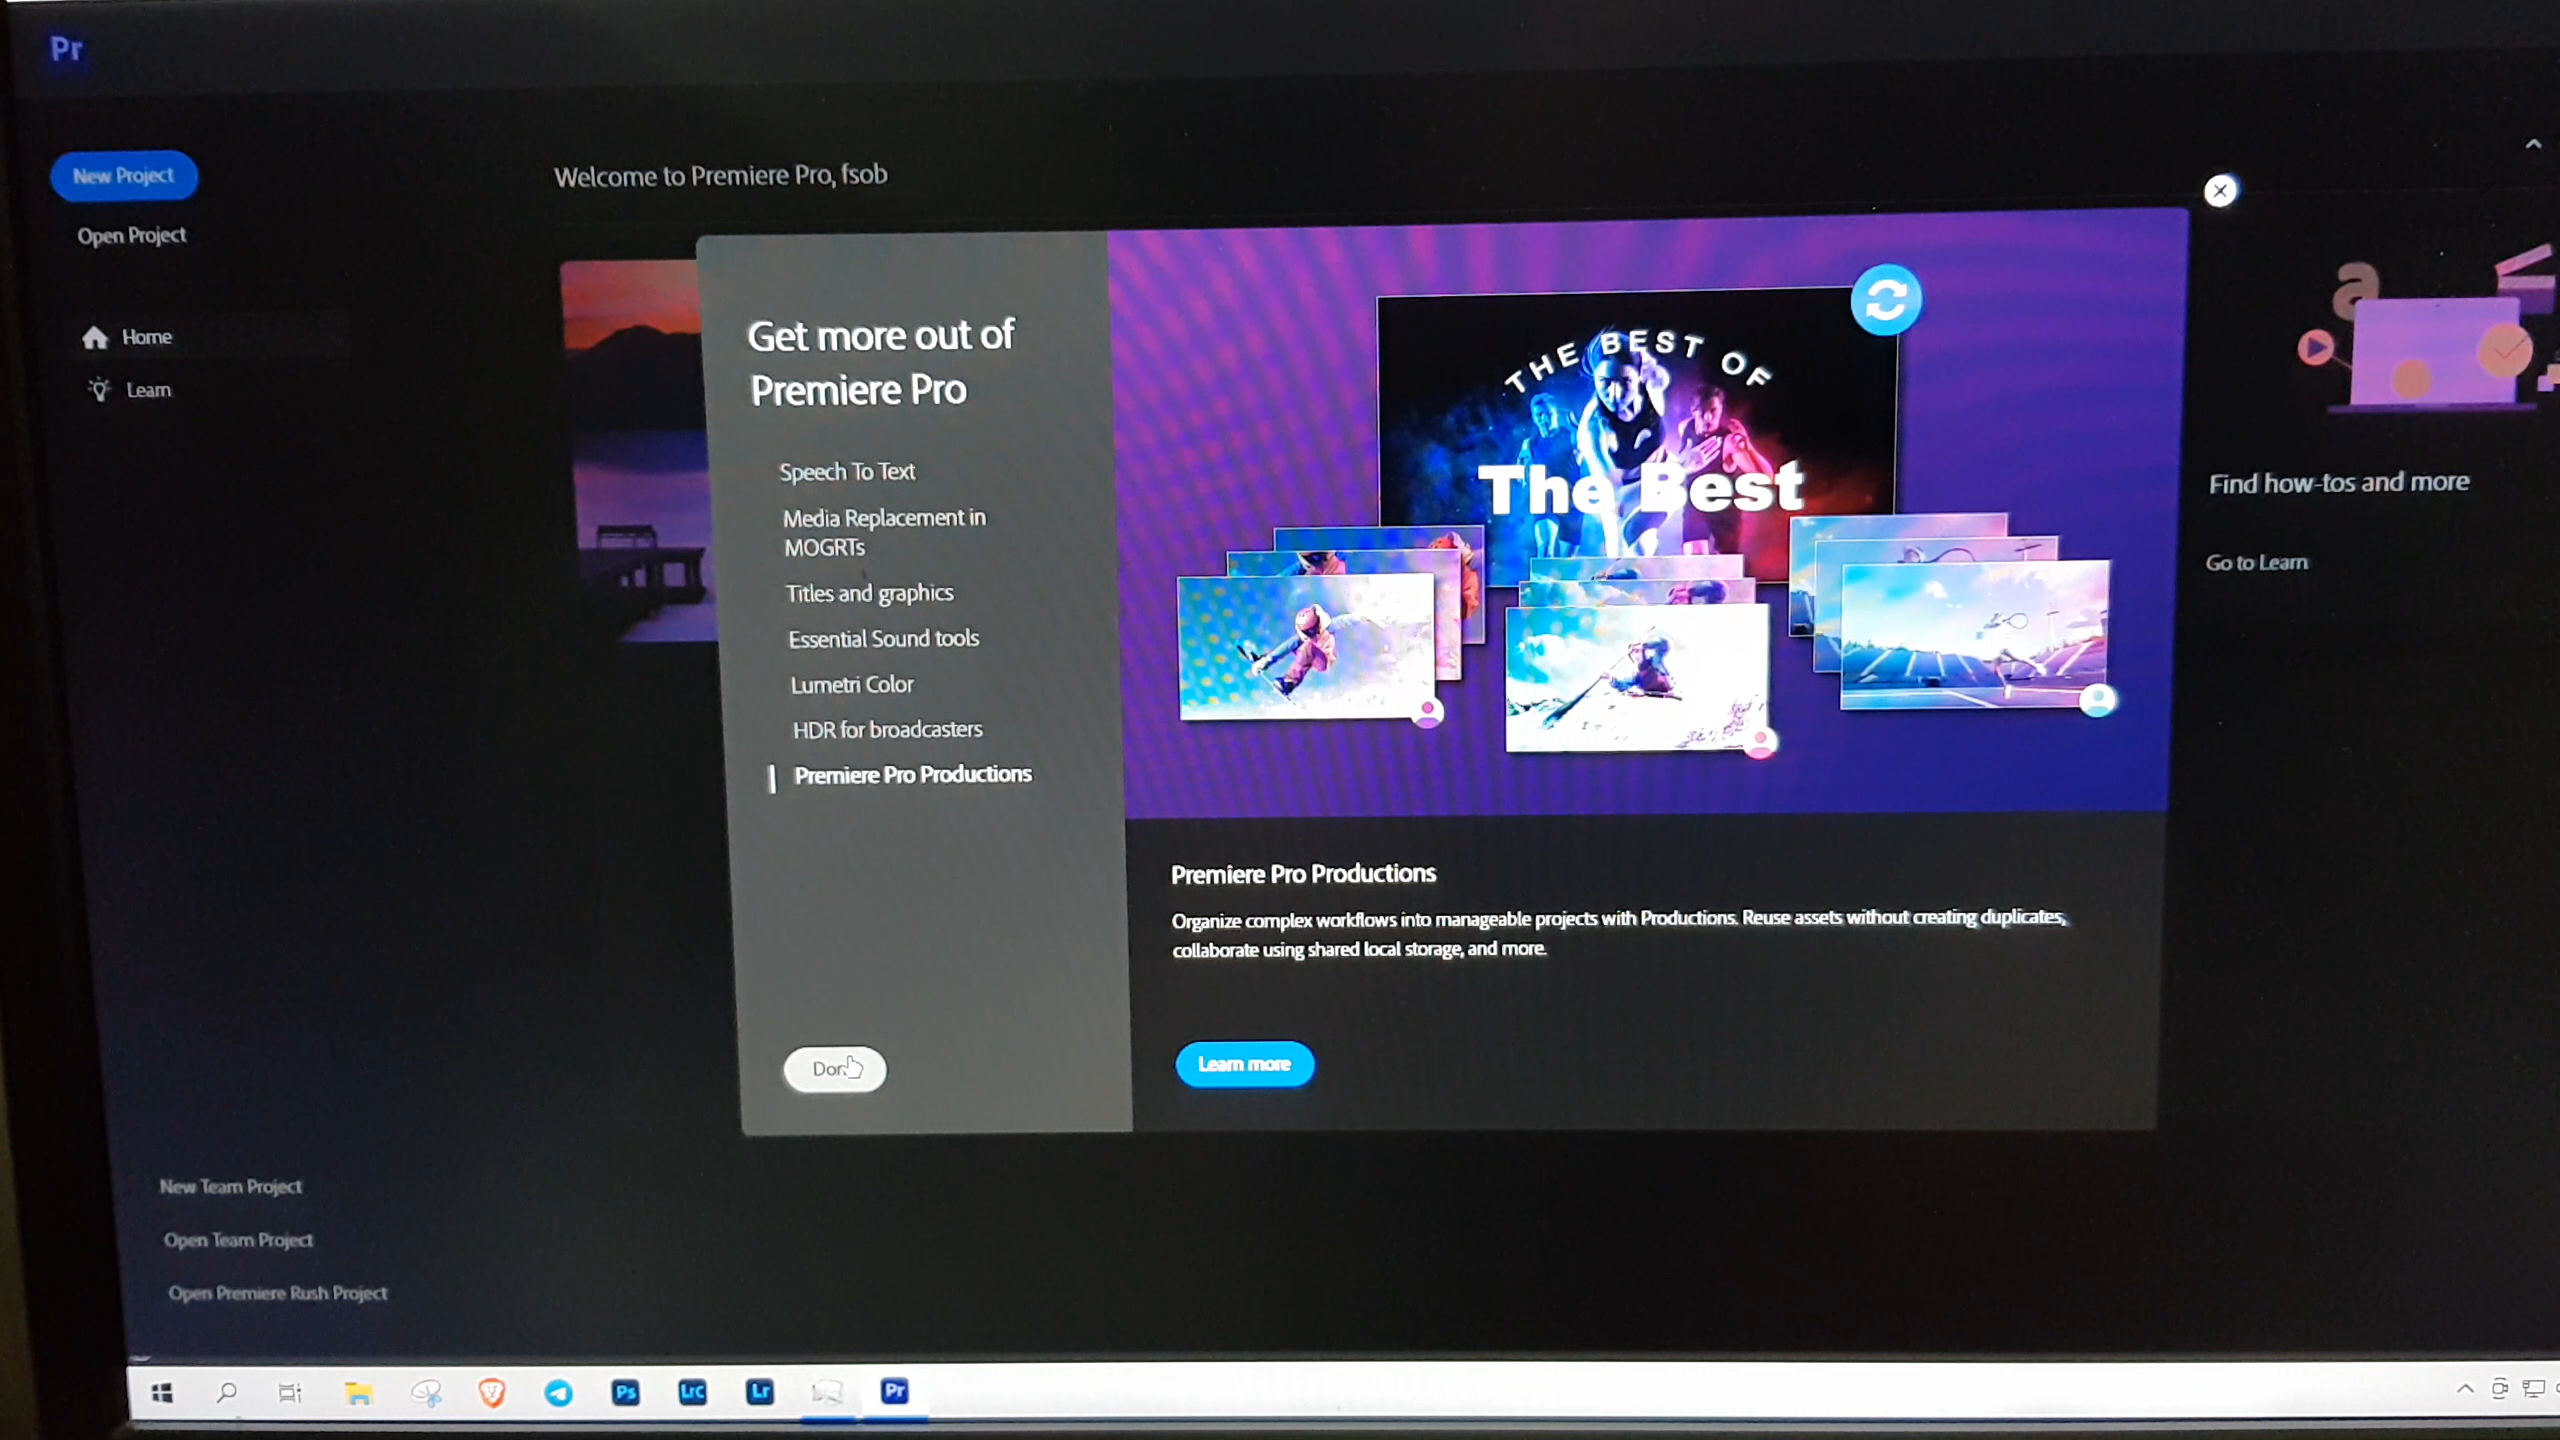 Pr
New Project
Open Project
Home
Learn
Welcome to Premiere Pro, fsob
Get more out of
Premiere Pro
Speech To Text
Media Replacement in
MOGRTs
Titles and graphics
Essential Sound tools
Lumetri Color
HDR for broadcasters
Premiere Pro Productions
THE BEST OF
The Best
Premiere Pro Productions
Organize complex workflows into manageable projects with Productions. Reuse assets without creating duplicates,
collaborate using shared local storage, and more.
Learn more
Find how-tos and more
Go to Learn
a
New Team Project
Open Team Project
Open Premiere Rush Project
Ps
LrC
Lr
Pr